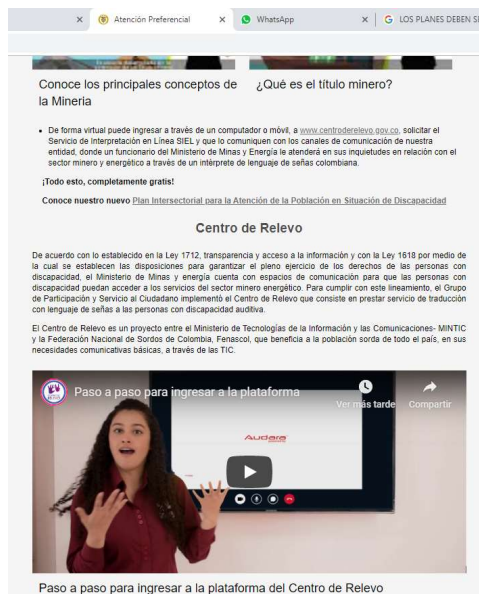 Atención Preferencial
WhatsApp
LOS PLANES DEBEN
Conoce los principales conceptos de
la Mineria
¿Qué es el título minero?
De forma virtual puede ingresar a través de un computador o móvil, a www.centroderelevo.gov.co, solicitar el
Servicio de Interpretación en Línea SIEL y que lo comuniquen con los canales de comunicación de nuestra
entidad, donde un funcionario del Ministerio de Minas y Energía le atenderá en sus inquietudes en relación con el
sector minero y energético a través de un intérprete de lenguaje de señas colombiana.
¡Todo esto, completamente gratis!
Conoce nuestro nuevo Plan Intersectorial para la Atención de la Población en Situación de Discapacidad
Centro de Relevo
De acuerdo con lo establecido en la Ley 1712, transparencia y acceso a la información y con la Ley 1618 por medio de
la cual se establecen las disposiciones para garantizar el pleno ejercicio de los derechos de las personas con
discapacidad, el Ministerio de Minas y energía cuenta con espacios de comunicación para que las personas con
discapacidad puedan acceder a los servicios del sector minero energético. Para cumplir con este lineamiento, el Grupo
de Participación y Servicio al Ciudadano implementó el Centro de Relevo que consiste en prestar servicio de traducción
con lenguaje de señas a las personas con discapacidad auditiva.
El Centro de Relevo es un proyecto entre el Ministerio de Tecnologías de la Información y las Comunicaciones- MINTIC
y la Federación Nacional de Sordos de Colombia, Fenascol, que beneficia a la población sorda de todo el país, en sus
necesidades comunicativas básicas, a través de las TIC.
Paso a paso para ingresar a la plataforma
Ver más tarde
Compartir
Audara
Paso a paso para ingresar a la plataforma del Centro de Relevo